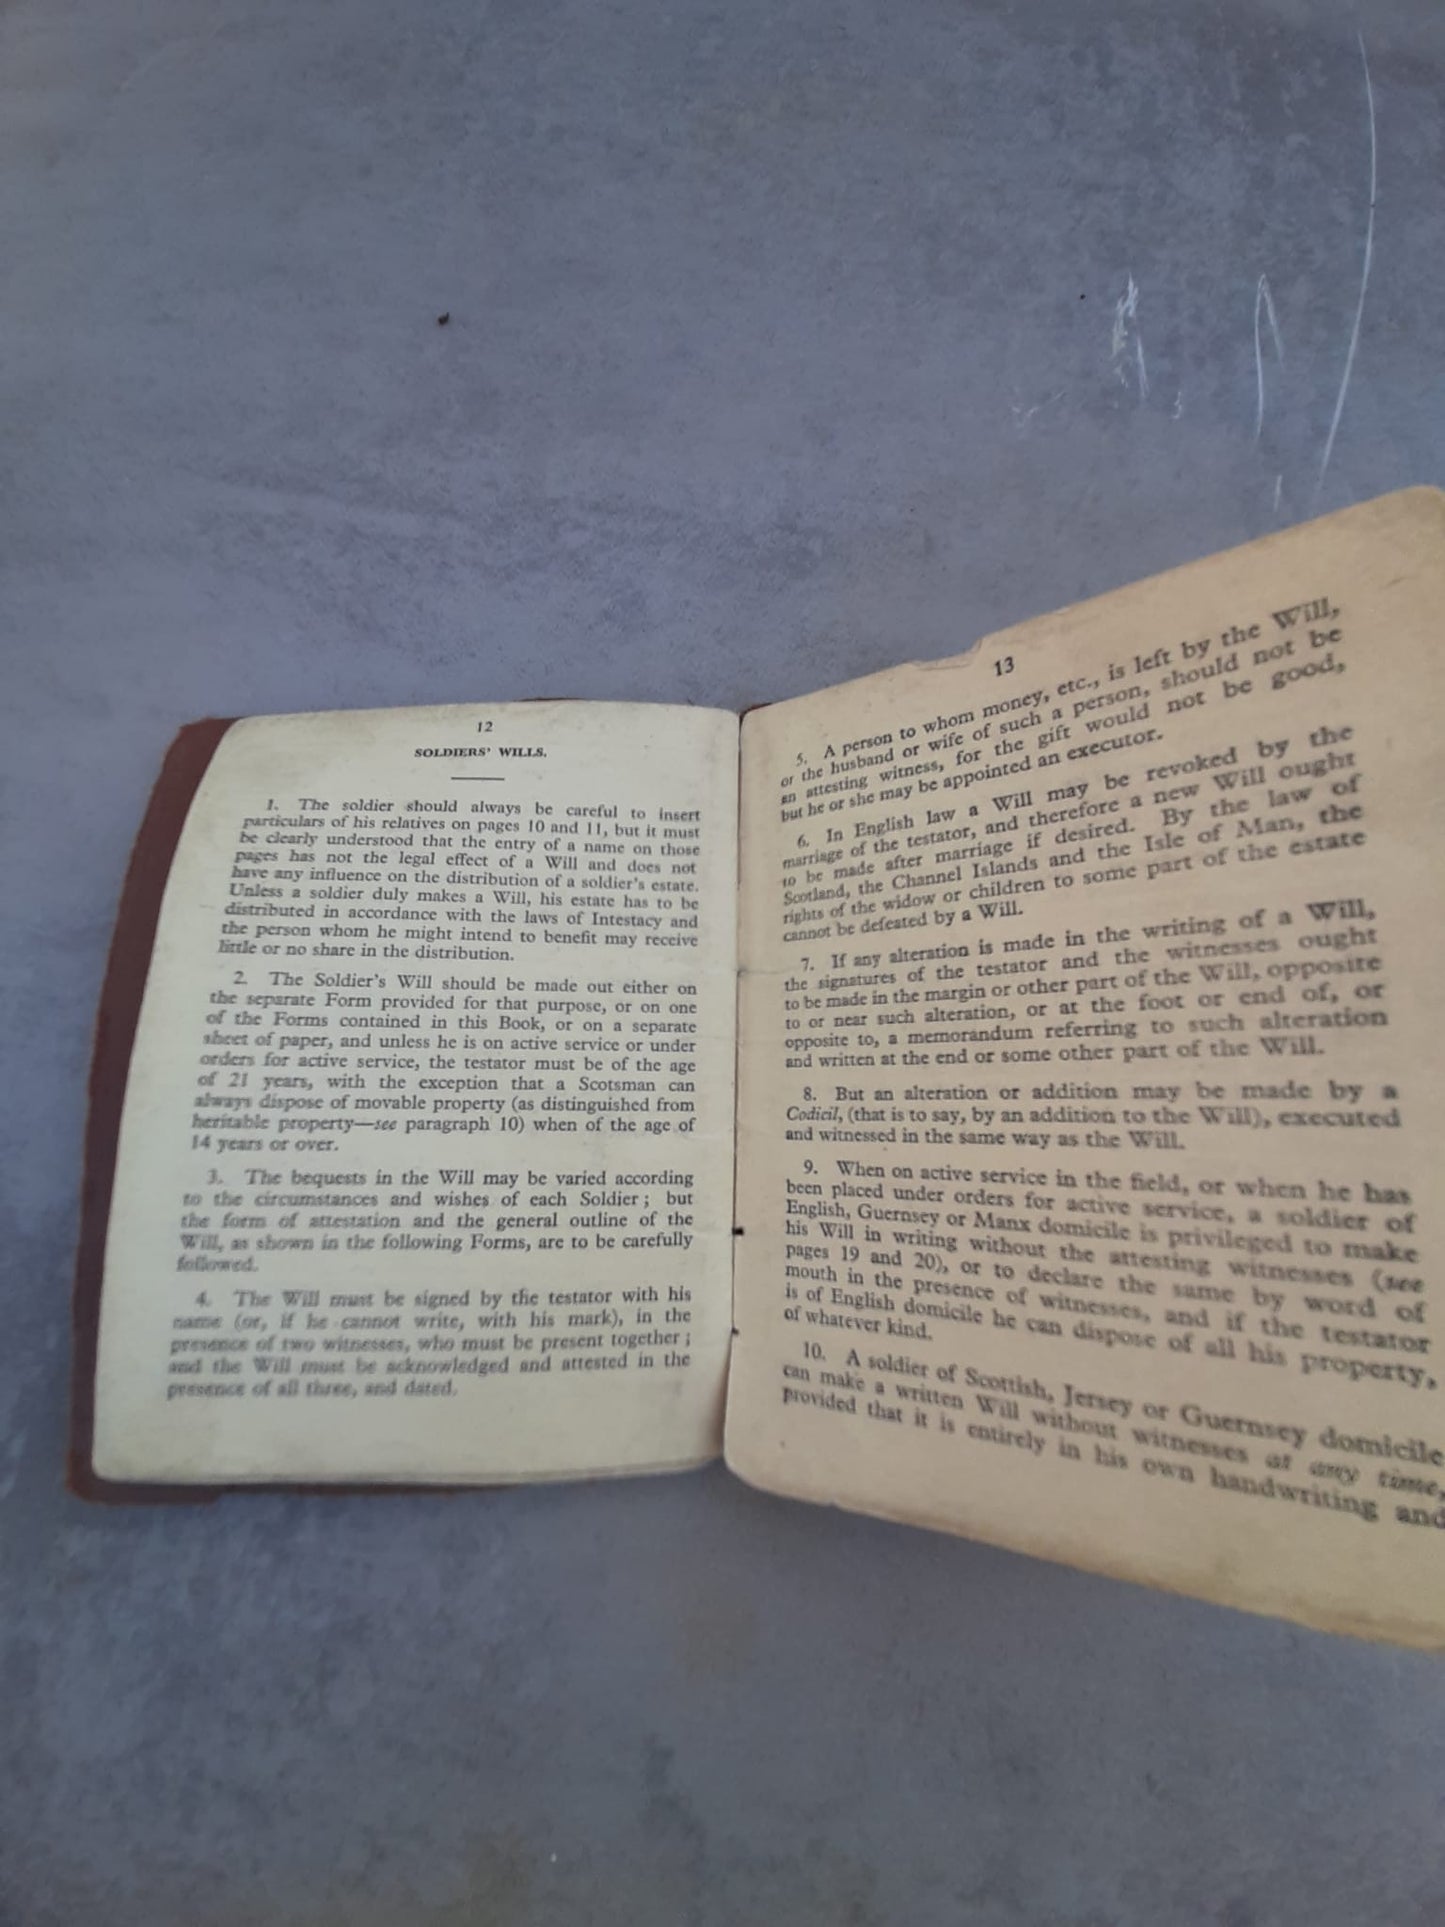 12
SOLDIERS' WILLS.
1. The soldier should always be careful to insert
particulars of his relatives on pages 10 and 11, but it must
be clearly understood that the entry of a name on those
pages has not the legal effect of a Will and does not
have any influence on the distribution of a soldier's estate.
Unless a soldier duly makes a Will, his estate has to be
distributed in accordance with the laws of Intestacy and
the person whom he might intend to benefit may receive
little or no share in the distribution.
2. The Soldier's Will should be made out either on
the separate Form provided for that purpose, or on one
of the Forms contained in this Book, or on a separate
sheet of paper, and unless he is on active service or under
orders for active service, the testator must be of the age
of 21 years, with the exception that a Scotsman can
always dispose of movable property (as distinguished from
heritable property—see paragraph 10) when of the age of
14 years or over.
3. The bequests in the Will may be varied according
to the circumstances and wishes of each Soldier; but
the form of attestation and the general outline of the
Will, as shown in the following Forms, are to be carefully
followed.
4. The Will must be signed by the testator with his
name (or, if he cannot write, with his mark), in the
presence of two witnesses, who must be present together;
and the Will must be acknowledged and attested in the
presence of all three, and dated.
13
5. A person to whom money, etc., is left by the Will,
or the husband or wife of such a person, should not be
an attesting witness, for the gift would not be good,
but he or she may be appointed an executor.
6. In English law a Will may be revoked by the
marriage of the testator, and therefore a new Will ought
to be made after marriage if desired. By the law of
Scotland, the Channel Islands and the Isle of Man, the
rights of the widow or children to some part of the estate
cannot be defeated by a Will.
7. If any alteration is made in the writing of a Will,
the signatures of the testator and the witnesses ought
to be made in the margin or other part of the Will, opposite
to or near such alteration, or at the foot or end of, or
opposite to, a memorandum referring to such alteration
and written at the end or some other part of the Will.
8. But an alteration or addition may be made by a
Codicil, (that is to say, by an addition to the Will), executed
and witnessed in the same way as the Will.
9. When on active service in the field, or when he has
been placed under orders for active service, a soldier of
English, Guernsey or Manx domicile is privileged to make
his Will in writing without the attesting witnesses (see
pages 19 and 20), or to declare the same by word of
mouth in the presence of witnesses, and if the testator
is of English domicile he can dispose of all his property,
of whatever kind.
10. A soldier of Scottish, Jersey or Guernsey domicile
can make a written Will without witnesses at any time,
provided that it is entirely in his own handwriting and